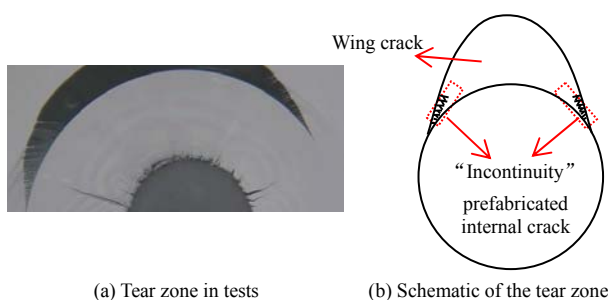 Wing crack
“Incontinuity”
prefabricated
internal crack
(a) Tear zone in tests
(b) Schematic of the tear zone